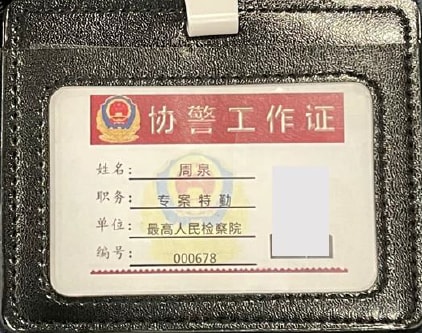 协警工作证
姓名：周泉
职务：专案特勤
单位：最高人民检察院
编号：000678